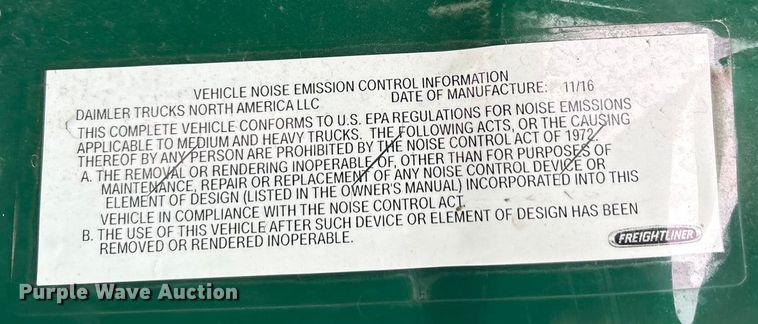 VEHICLE NOISE EMISSION CONTROL INFORMATION
DAIMLER TRUCKS NORTH AMERICA LLC DATE OF MANUFACTURE: 11/16
THIS COMPLETE VEHICLE CONFORMS TO U.S. EPA REGULATIONS FOR NOISE EMISSIONS
APPLICABLE TO MEDIUM AND HEAVY TRUCKS. THE FOLLOWING ACTS, OR THE CAUSING
THEREOF BY ANY PERSON ARE PROHIBITED BY THE NOISE CONTROL ACT OF 1972.
A. THE REMOVAL OR RENDERING INOPERABLE OF, OTHER THAN FOR PURPOSES OF
MAINTENANCE, REPAIR OR REPLACEMENT OF ANY NOISE CONTROL DEVICE OR
ELEMENT OF DESIGN (LISTED IN THE OWNER'S MANUAL) INCORPORATED INTO THIS
VEHICLE IN COMPLIANCE WITH THE NOISE CONTROL ACT.
B. THE USE OF THIS VEHICLE AFTER SUCH DEVICE OR ELEMENT OF DESIGN HAS BEEN
REMOVED OR RENDERED INOPERABLE.
FREIGHTLINER
Purple Wave Auction